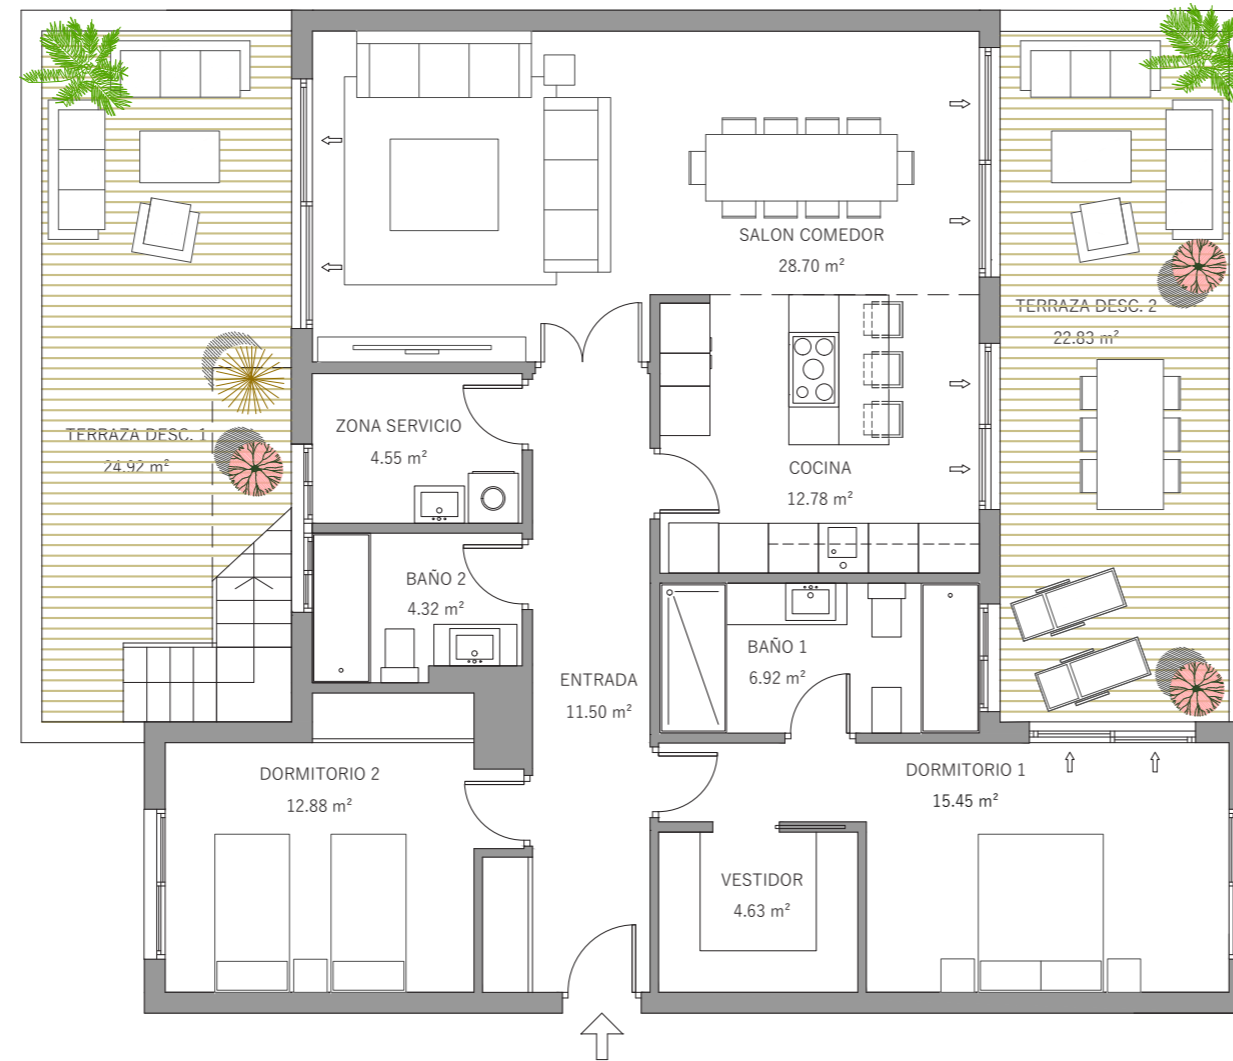 SALON COMEDOR
28.70 m²
TERRAZA DESC. 2
22.83 m²
ZONA SERVICIO
4.55 m²
TERRAZA DESC. 1
24.92 m²
COCINA
12.78 m²
BAÑO 2
4.32 m²
BAÑO 1
6.92 m²
ENTRADA
11.50 m²
DORMITORIO 2
12.88 m²
DORMITORIO 1
15.45 m²
VESTIDOR
4.63 m²